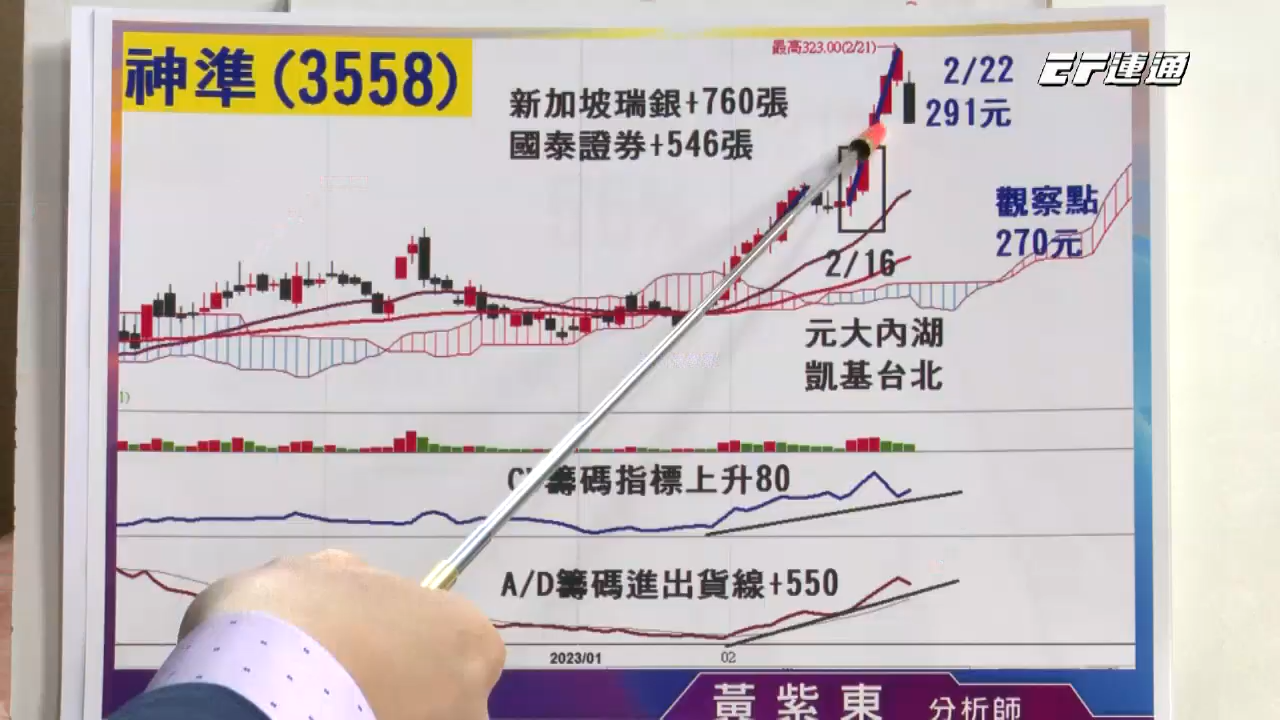 神準(3558)
最高323.00(2/21)
2/22
291元
EF運通
新加坡瑞銀+760張
國泰證券+546張
觀察點
270元
2/16
元大內湖
凱基台北
籌碼指標上升80
A/D籌碼進出貨線+550
2023/01
02
黃紫東 分析師